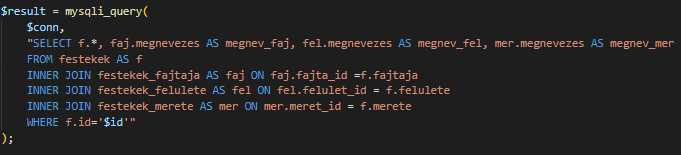 $result = mysqli_query(
$conn,
"SELECT f.*, faj.megnevezes AS megnev_faj, fel.megnevezes AS megnev_fel, mer.megnevezes AS megnev_mer
FROM festekek AS f
INNER JOIN festekek_fajtaja AS faj ON faj.fajta_id =f.fajtaja
INNER JOIN festekek_felulete AS fel ON fel.felulet_id = f.felulete
INNER JOIN festekek_merete AS mer ON mer.meret_id = f.merete
WHERE f.id='$id'"
);